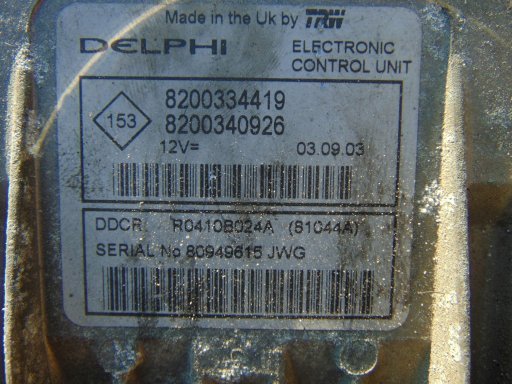 Made in the Uk by TRW
DELPHI
ELECTRONIC
CONTROL UNIT
153
8200334419
8200340926
12V=
03.09.03
DDCR R0410B024A (81044A)
SERIAL No 80949615 JWG